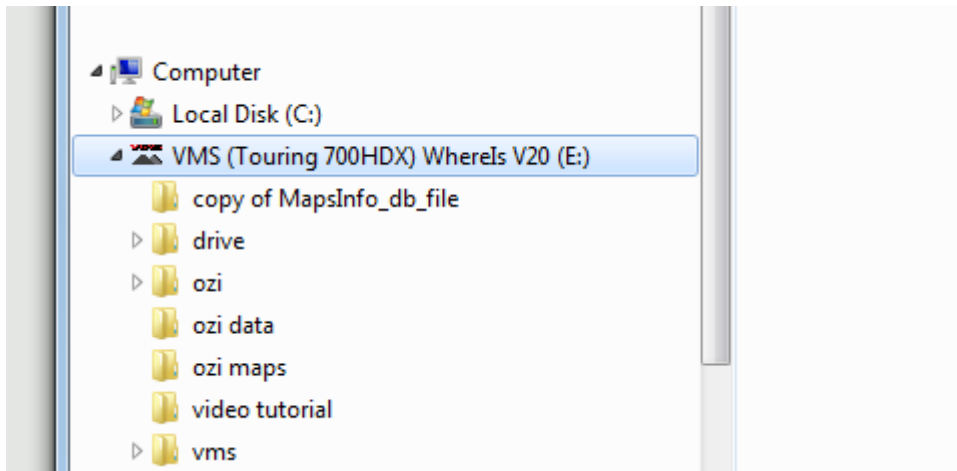 Computer
Local Disk (C:)
VMS (Touring 700HDX) WhereIs V20 (E:)
copy of MapsInfo_db_file
drive
ozi
ozi data
ozi maps
video tutorial
vms